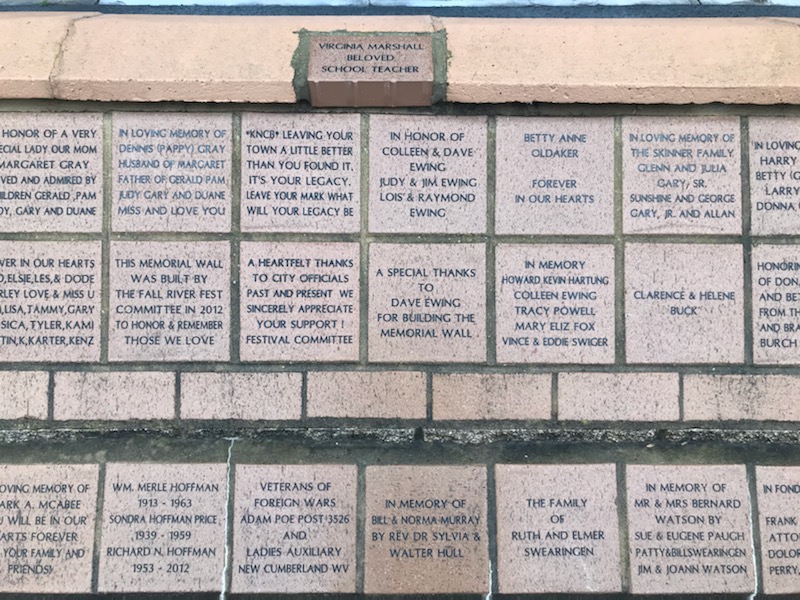 VIRGINIA MARSHALL
BELOVED
SCHOOL TEACHER
HONOR OF A VERY
LADY OUR MOM
MARGARET GRAY
AND ADMIRED BY
GERALD, PAM
GARY AND DUANE
IN LOVING MEMORY OF
DENNIS (PAPPY) GRAY
HUSBAND OF MARGARET
FATHER OF GERALD PAM
JUDY GARY AND DUANE
MISS AND LOVE YOU
*KNCB* LEAVING YOUR
TOWN A LITTLE BETTER
THAN YOU FOUND IT.
IT'S YOUR LEGACY.
LEAVE YOUR MARK WHAT
WILL YOUR LEGACY BE
IN HONOR OF
COLLEEN & DAVE
EWING
JUDY & JIM EWING
LOIS & RAYMOND
EWING
BETTY ANNE
OLDAKER
FOREVER
IN OUR HEARTS
IN LOVING MEMORY OF
THE SKINNER FAMILY
GLENN AND JULIA
GARY, SR.
SUNSHINE AND GEORGE
GARY, JR. AND ALLAN
IN LOVING
HARRY
BETTY (G
LARRY
DONNA
IN OUR HEARTS
ELSIE, LES, & DODE
LOVE & MISS U
LISA, TAMMY, GARY
TYLER, KAMI
K, KARTER, KENZ
THIS MEMORIAL WALL
WAS BUILT BY
THE FALL RIVER FEST
COMMITTEE IN 2012
TO HONOR & REMEMBER
THOSE WE LOVE
A HEARTFELT THANKS
TO CITY OFFICIALS
PAST AND PRESENT WE
SINCERELY APPRECIATE
YOUR SUPPORT !
FESTIVAL COMMITTEE
A SPECIAL THANKS
TO
DAVE EWING
FOR BUILDING THE
MEMORIAL WALL
IN MEMORY
HOWARD KEVIN HARTUNG
COLLEEN EWING
TRACY POWELL
MARY ELIZ FOX
VINCE & EDDIE SWIGER
CLARENCE & HELENE
BUCK
HONORIN
OF DON
AND BET
FROM TH
AND BRA
BURCH
LOVING MEMORY OF
A. MCABEE
WILL BE IN OUR
FOREVER
YOUR FAMILY AND
FRIENDS)
WM. MERLE HOFFMAN
1913 - 1963
SONDRA HOFFMAN PRICE
1939 - 1959
RICHARD N. HOFFMAN
1953 - 2012
VETERANS OF
FOREIGN WARS
ADAM POE POST 3526
AND
LADIES AUXILIARY
NEW CUMBERLAND WV
IN MEMORY OF
BILL & NORMA MURRAY
BY REV DR SYLVIA &
WALTER HULL
THE FAMILY
OF
RUTH AND ELMER
SWEARINGEN
IN MEMORY OF
MR & MRS BERNARD
WATSON BY
SUE & EUGENE PAUGH
PATTY&BILLSWEARINGEN
JIM & JOANN WATSON
IN FOND
FRANK
ATTO
DOLOR
PERRY,